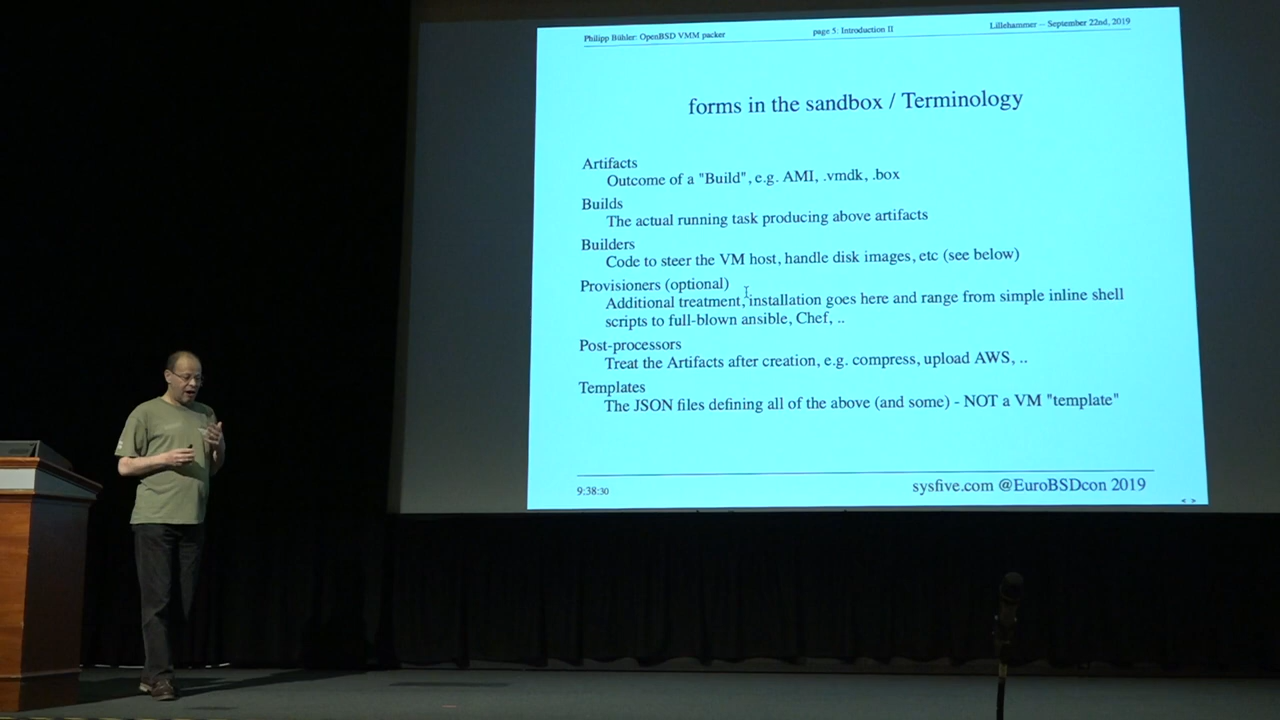 Philipp Bühler: OpenBSD VMM packer
page 5: Introduction II
Lillehammer -- September 22nd, 2019
forms in the sandbox / Terminology
Artifacts
Outcome of a "Build", e.g. AMI, .vmdk, .box
Builds
The actual running task producing above artifacts
Builders
Code to steer the VM host, handle disk images, etc (see below)
Provisioners (optional)
Additional treatment, installation goes here and range from simple inline shell
scripts to full-blown ansible, Chef, ..
Post-processors
Treat the Artifacts after creation, e.g. compress, upload AWS, ..
Templates
The JSON files defining all of the above (and some) - NOT a VM "template"
9:38:30
sysfive.com @EuroBSDcon 2019
< >